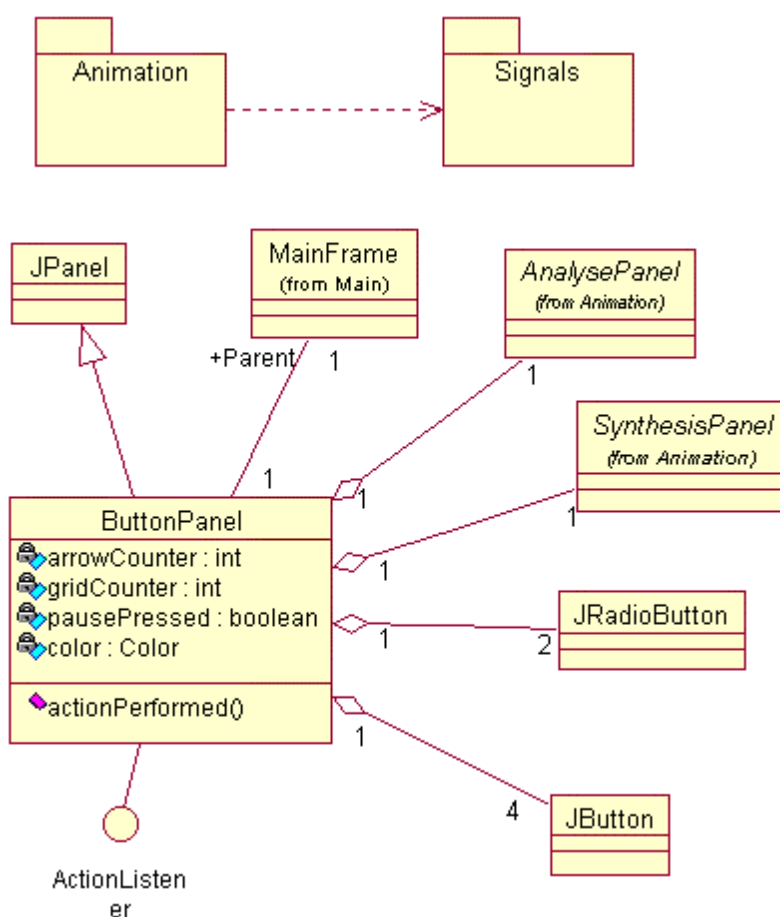 Animation
Signals
JPanel
MainFrame
(from Main)
AnalysePanel
(from Animation)
+Parent
1
1
SynthesisPanel
(from Animation)
1
1
ButtonPanel
arrowCounter : int
gridCounter : int
pausePressed : boolean
color : Color
actionPerformed()
1
1
JRadioButton
1
2
1
4
JButton
ActionListen
er